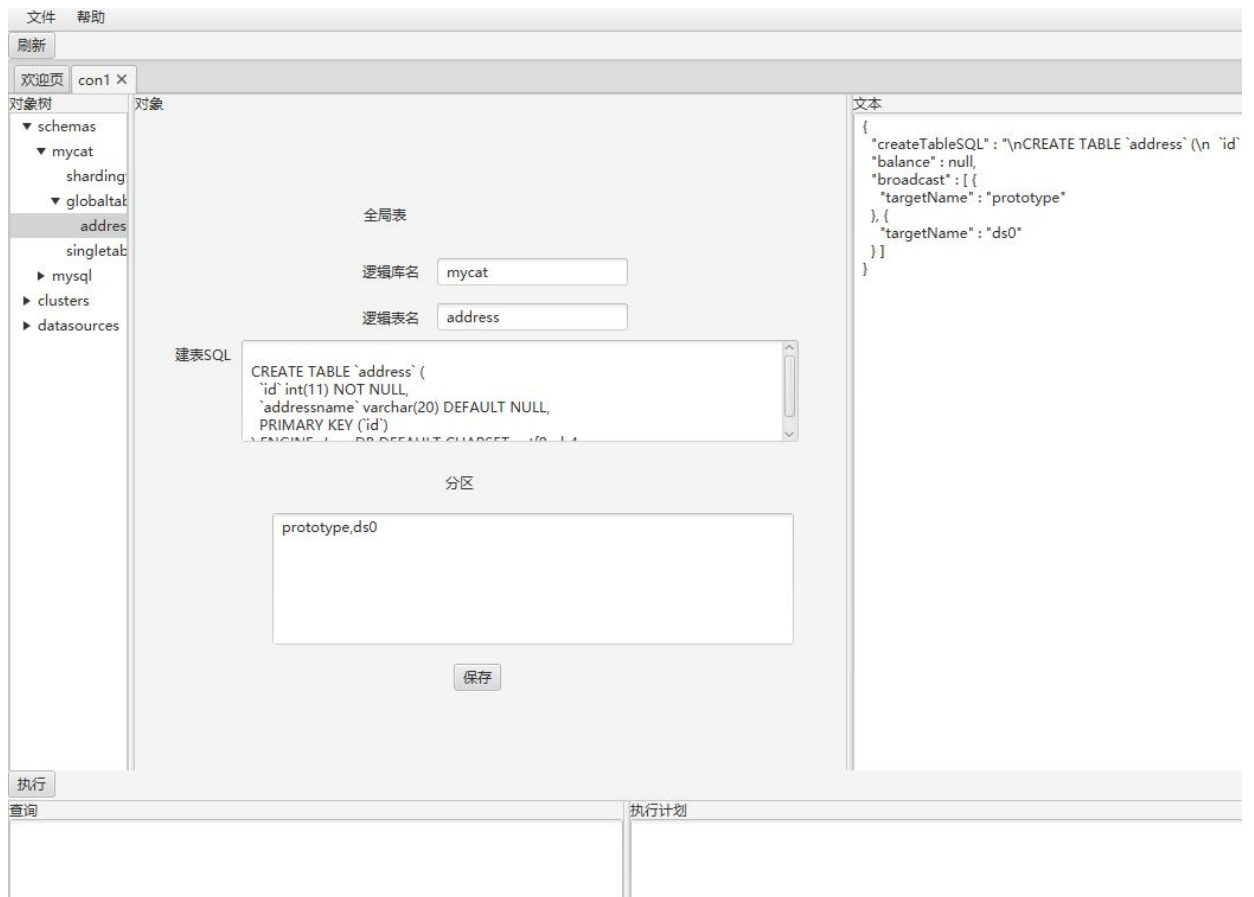 文件 帮助
刷新
欢迎页 con1 ×
对象树
schemas
mycat
sharding
globaltab
addres
singletab
mysql
clusters
datasources
对象
全局表
逻辑库名 mycat
逻辑表名 address
建表SQL
CREATE TABLE `address` (
`id` int(11) NOT NULL,
`addressname` varchar(20) DEFAULT NULL,
PRIMARY KEY (`id`)
分区
prototype,ds0
保存
文本
{
"createTableSQL" : "\nCREATE TABLE `address` (\n  `id`
"balance" : null,
"broadcast" : [ {
"targetName" : "prototype"
}, {
"targetName" : "ds0"
} ]
}
执行
查询
执行计划